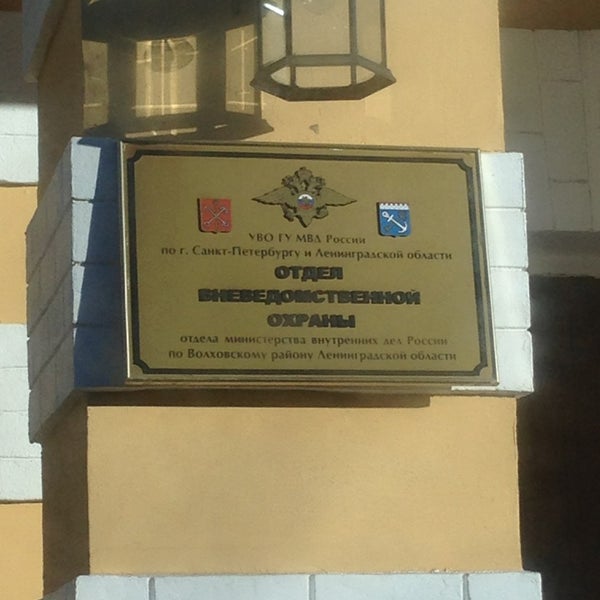 УВО ГУ МВД России
по г. Санкт-Петербургу и Ленинградской области
ОТДЕЛ
ВНЕВЕДОМСТВЕННОЙ
ОХРАНЫ
отдела министерства внутренних дел России
по Волховскому району Ленинградской области